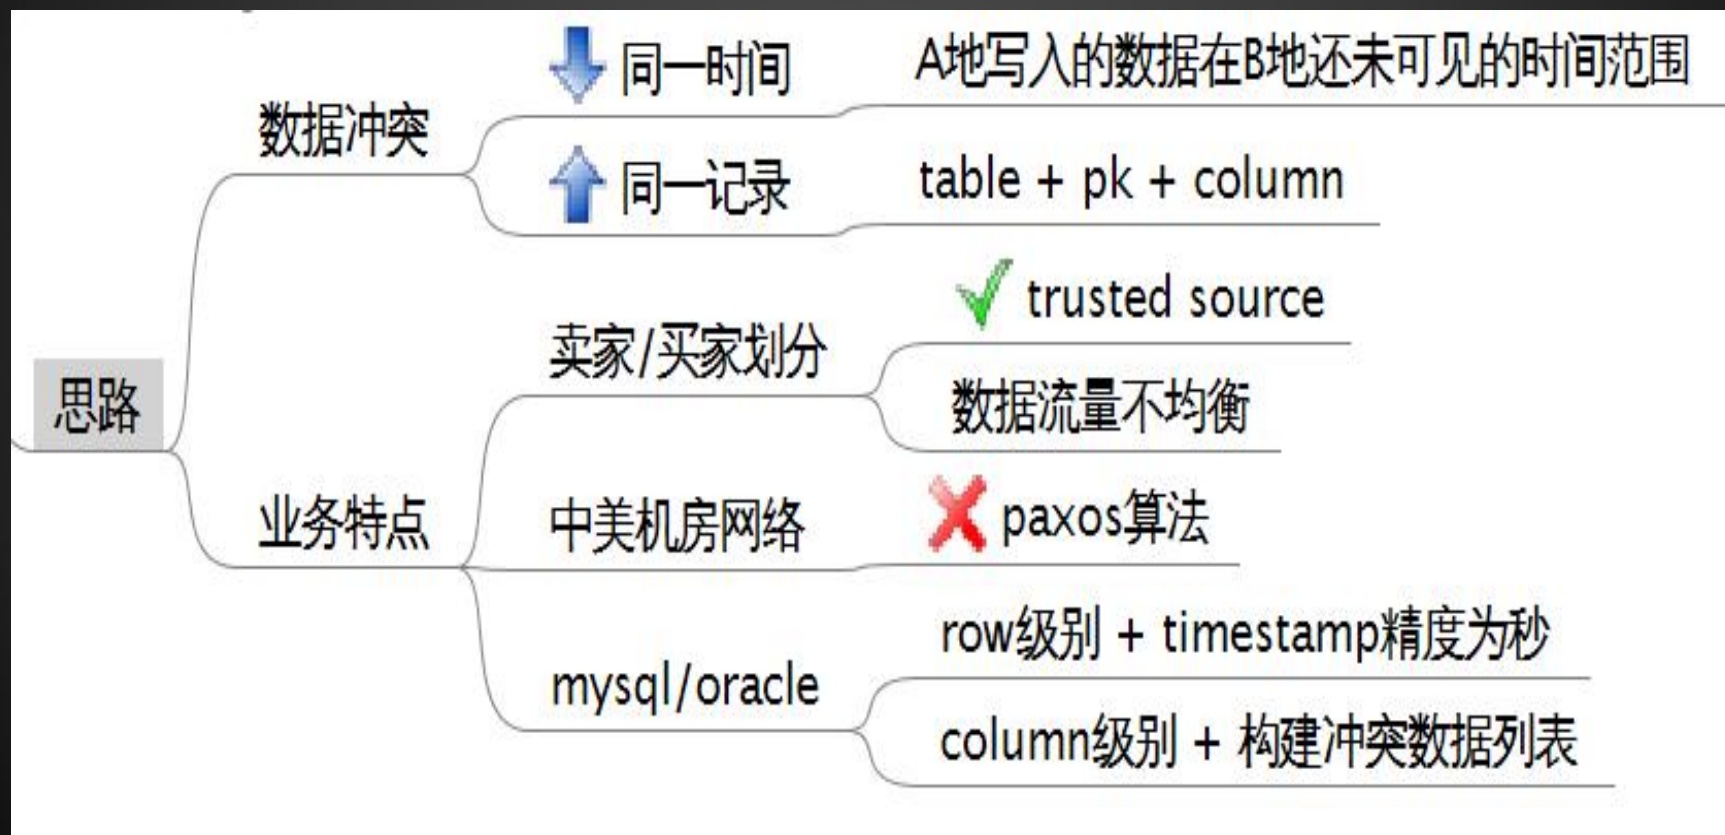 思路
数据冲突
同一时间
A地写入的数据在B地还未可见的时间范围
同一记录
table + pk + column
业务特点
卖家/买家划分
trusted source
数据流量不均衡
中美机房网络
paxos算法
mysql/oracle
row级别 + timestamp精度为秒
column级别 + 构建冲突数据列表